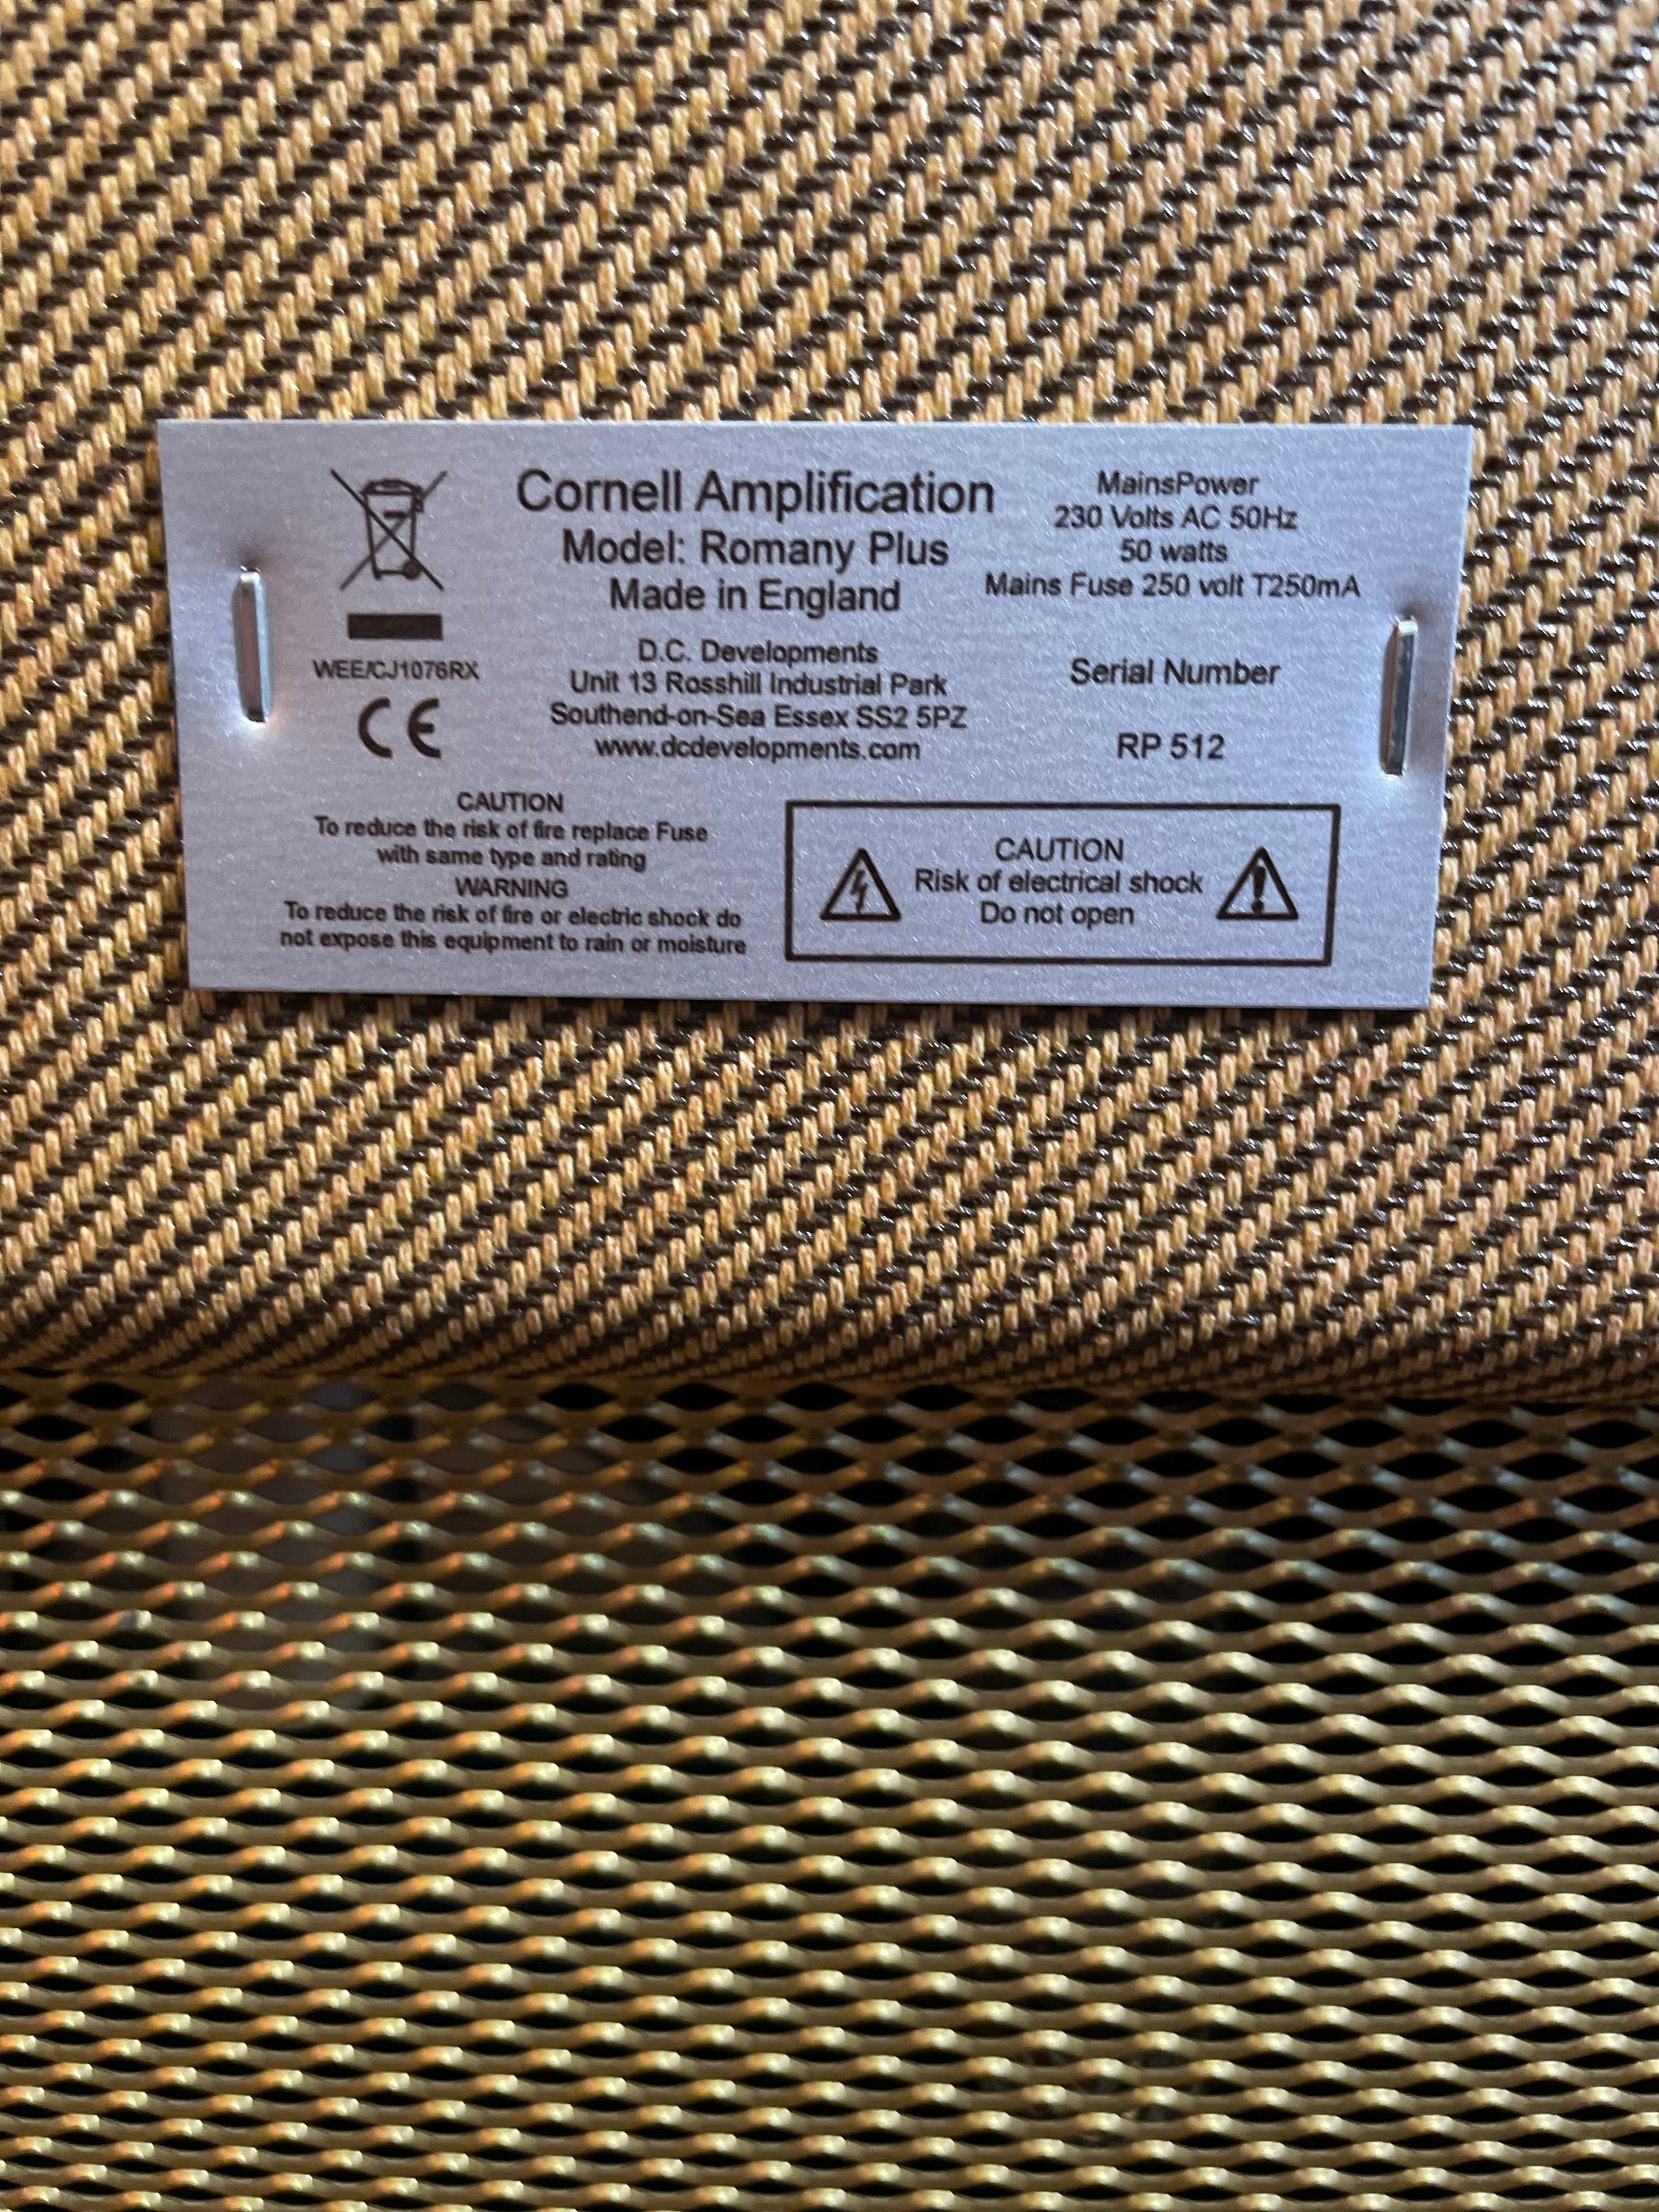 Cornell Amplification
Model: Romany Plus
Made in England
D.C. Developments
Unit 13 Rosshill Industrial Park
Southend-on-Sea Essex SS2 5PZ
www.dcdevelopments.com
MainsPower
230 Volts AC 50Hz
50 watts
Mains Fuse 250 volt T250mA
Serial Number
RP 512
WEE/CJ1076RX
CE
CAUTION
To reduce the risk of fire replace Fuse
with same type and rating
WARNING
To reduce the risk of fire or electric shock do
not expose this equipment to rain or moisture
CAUTION
Risk of electrical shock
Do not open